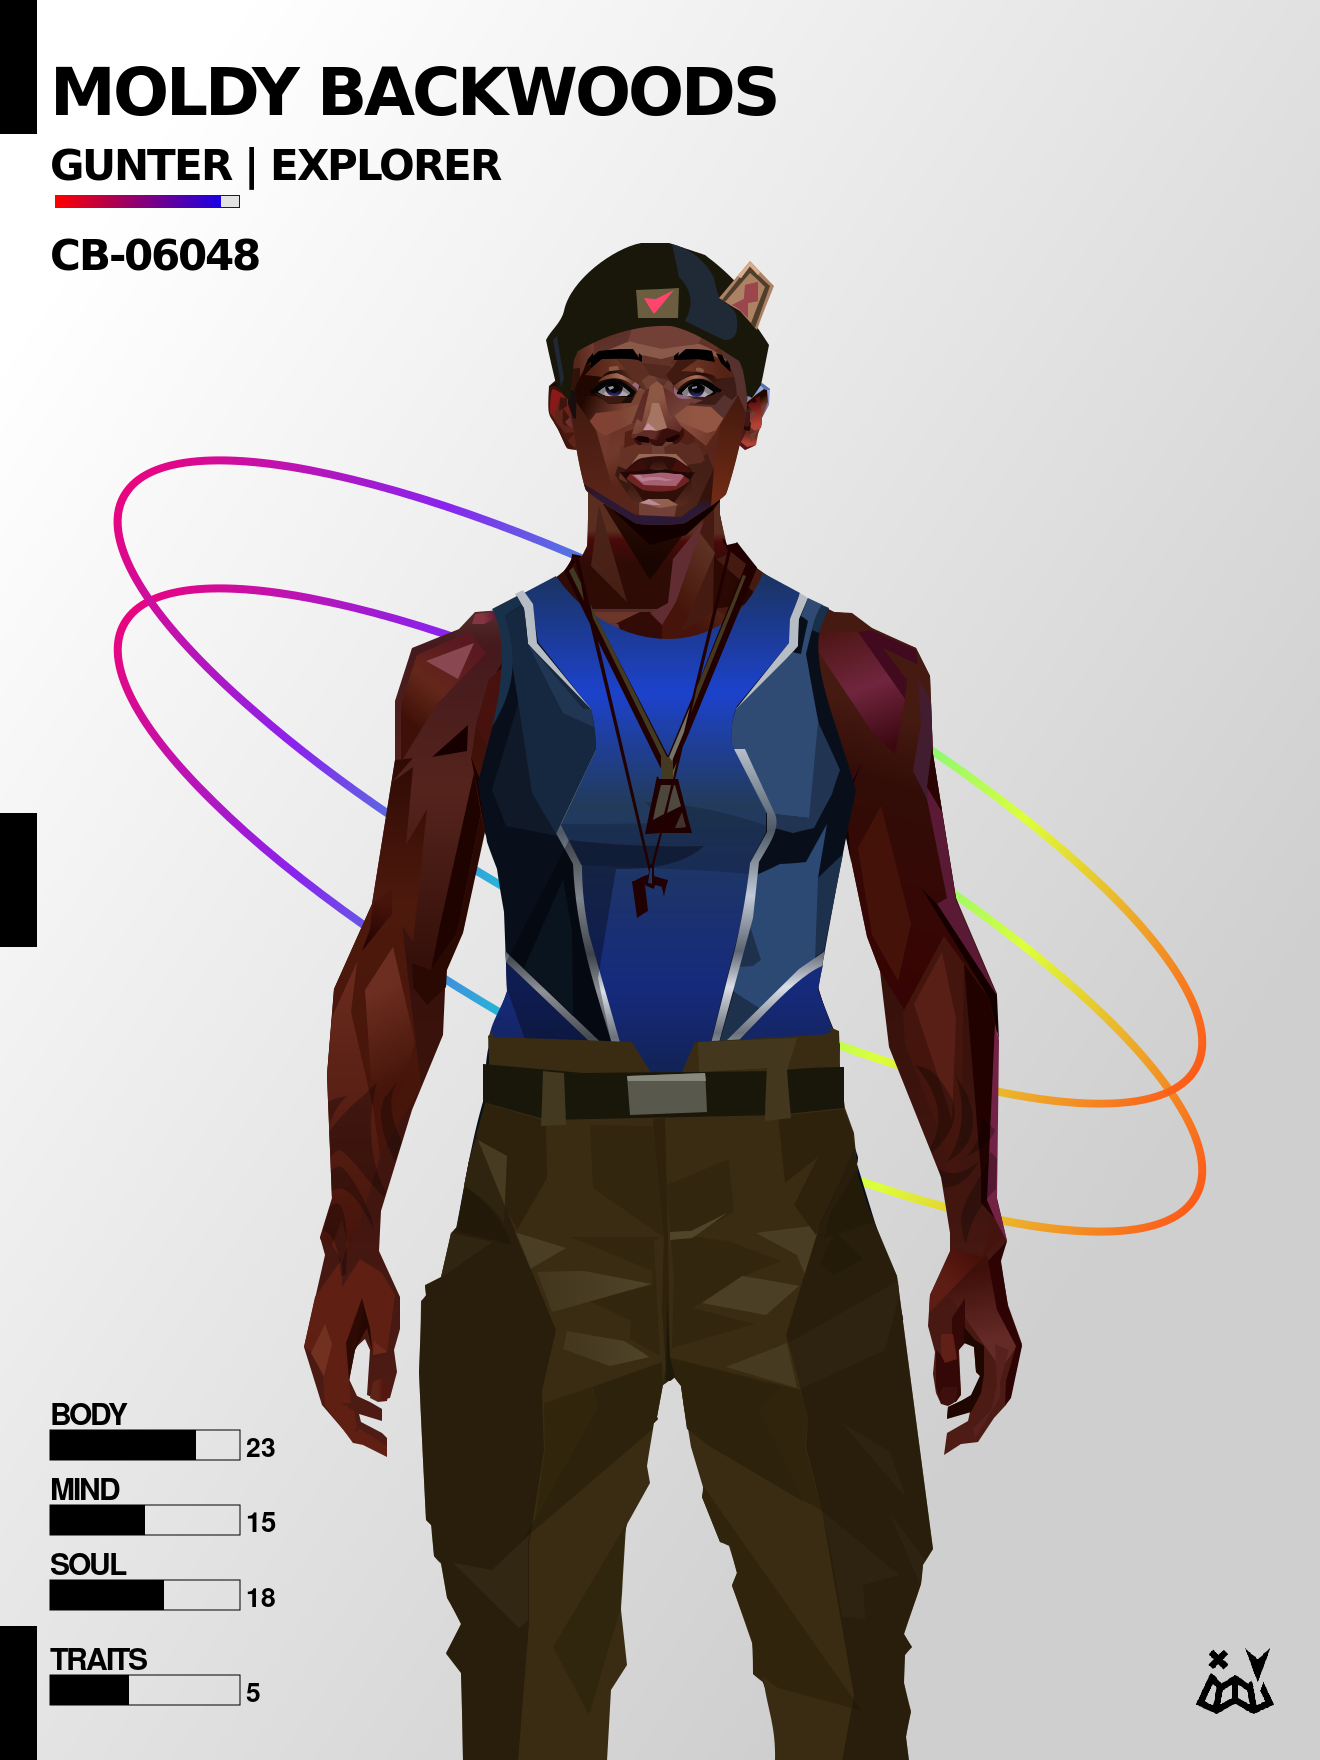 MOLDY BACKWOODS
GUNTER | EXPLORER
CB-06048
BODY
23
MIND
15
SOUL
18
TRAITS
5